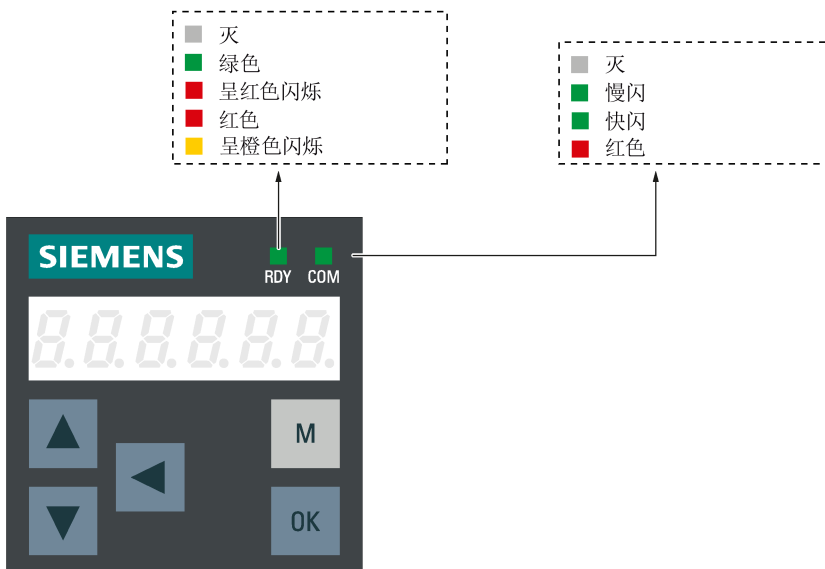 灭
绿色
呈红色闪烁
红色
呈橙色闪烁
灭
慢闪
快闪
红色
SIEMENS
RDY COM
8.8.8.8.8.8.
M
OK